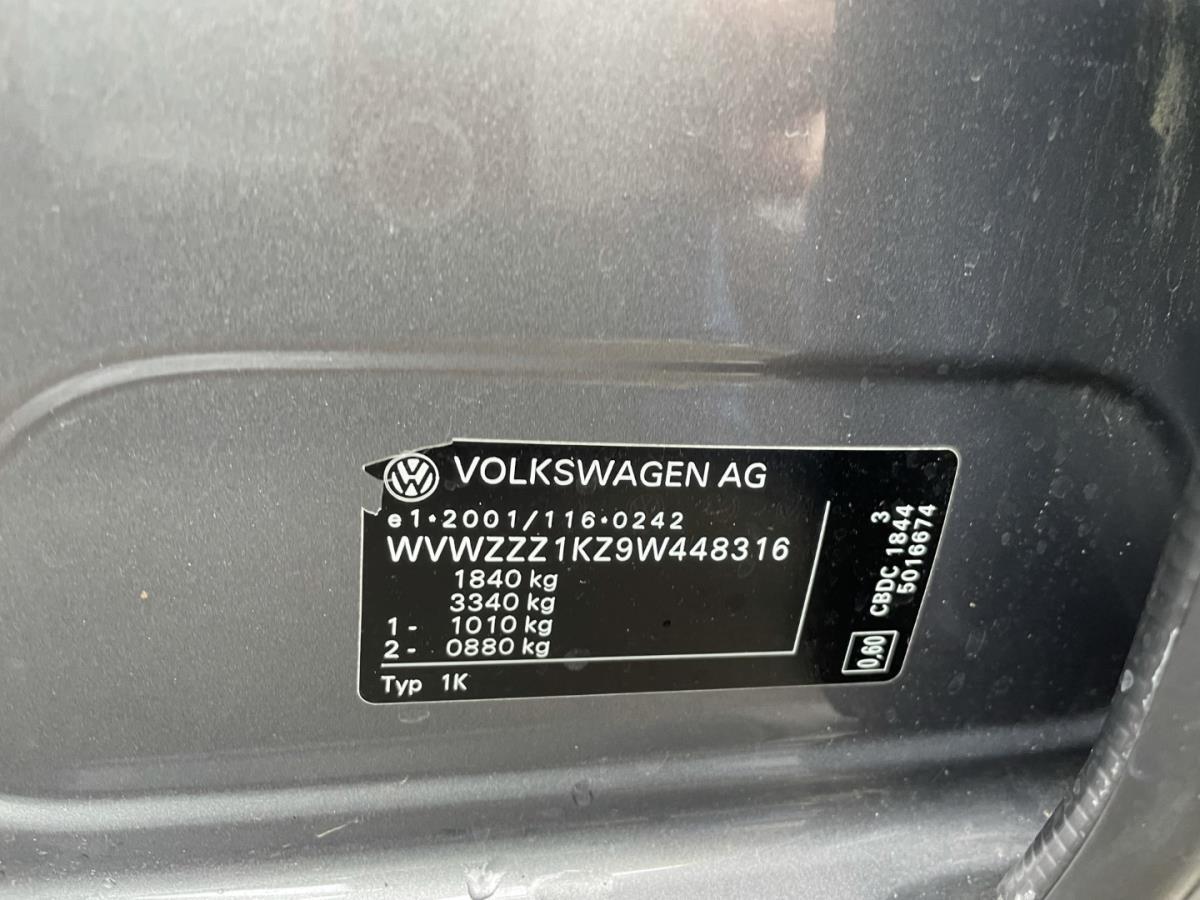 VOLKSWAGEN AG
e1*2001/116*0242
WVWZZZ1KZ9W448316
1840 kg
3340 kg
1- 1010 kg
2- 0880 kg
Typ 1K
3
CBDC 1844
5016674
0,60